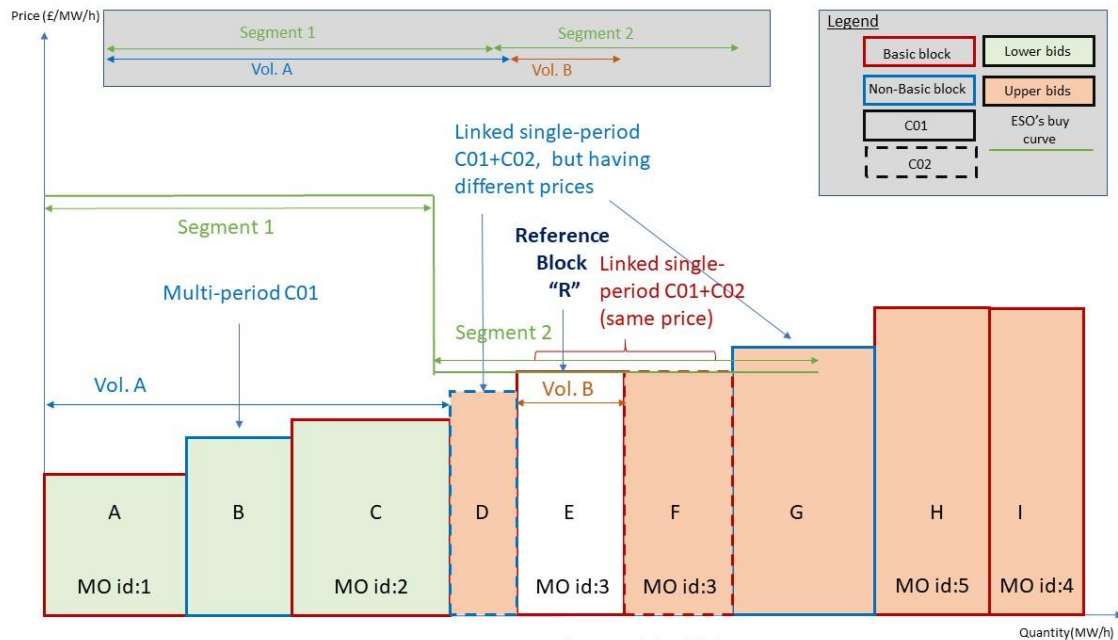 Price (£/MW/h)
Segment 1
Segment 2
Vol. A
Vol. B
Legend
Basic block
Lower bids
Non-Basic block
Upper bids
C01
ESO's buy
curve
C02
Linked single-period
C01+C02, but having
different prices
Segment 1
Reference
Block
"R"
Linked single-
period C01+C02
(same price)
Multi-period C01
Segment 2
Vol. A
Vol. B
A
B
C
D
E
F
G
H
I
MO id:1
MO id:2
MO id:3
MO id:3
MO id:5
MO id:4
Quantity(MW/h)